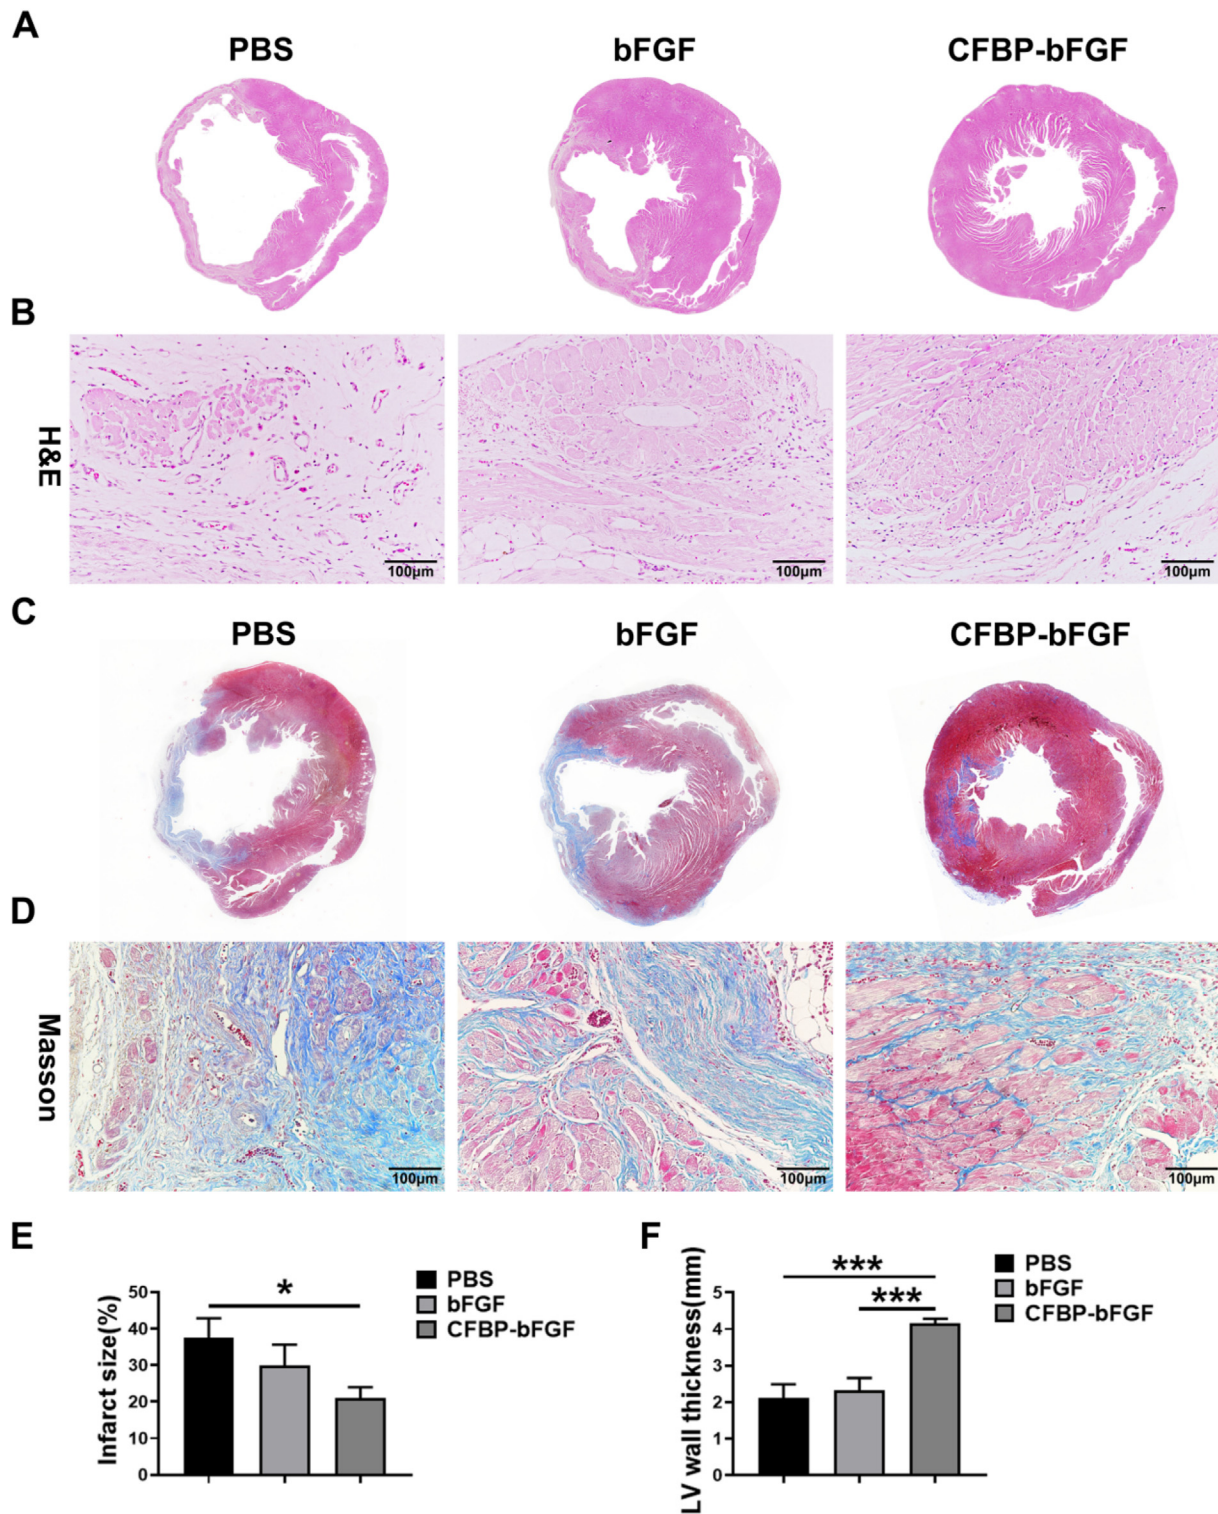 A
PBS bFGF CFBP-bFGF
B
H&E
100μm 100μm 100μm
C
PBS bFGF CFBP-bFGF
D
Masson
100μm 100μm 100μm
E
Infarct size(%)
50
40
30
20
10
0
*
PBS
bFGF
CFBP-bFGF
F
LV wall thickness(mm)
5
4
3
2
1
0
***
***
PBS
bFGF
CFBP-bFGF